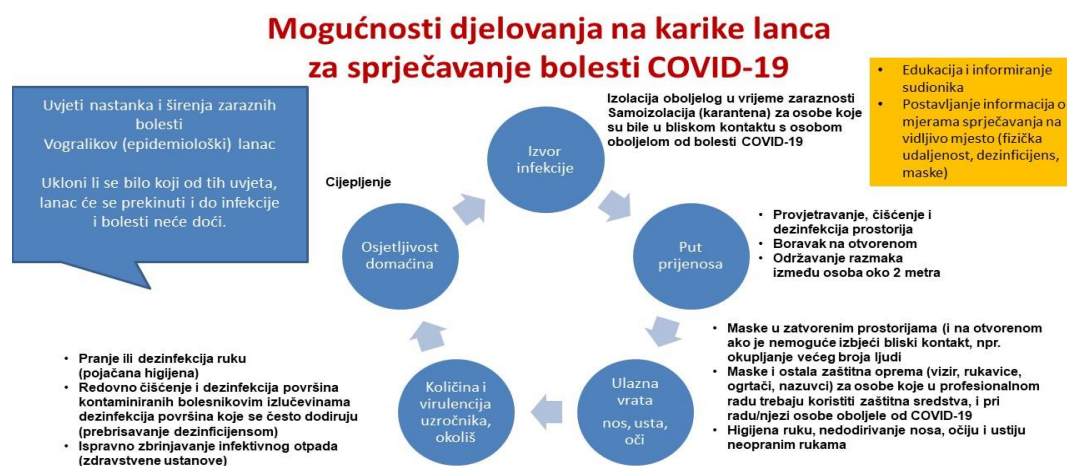 Mogućnosti djelovanja na karike lanca
za sprječavanje bolesti COVID-19
Uvjeti nastanka i širenja zaraznih
bolesti
Vogralikov (epidemiološki) lanac
Ukloni li se bilo koji od tih uvjeta,
lanac će se prekinuti i do infekcije
i bolesti neće doći.
Izolacija oboljelog u vrijeme zaraznosti
Samoizolacija (karantena) za osobe koje
su bile u bliskom kontaktu s osobom
oboljelom od bolesti COVID-19
• Edukacija i informiranje
sudionika
• Postavljanje informacija o
mjerama sprječavanja na
vidljivo mjesto (fizička
udaljenost, dezinficijens,
maske)
Izvor
infekcije
Put
prijenosa
• Provjetravanje, čišćenje i
dezinfekcija prostorija
• Boravak na otvorenom
• Održavanje razmaka
između osoba oko 2 metra
Ulazna
vrata
nos, usta,
oči
• Maske u zatvorenim prostorijama (i na otvorenom
ako je nemoguće izbjeći bliski kontakt, npr.
okupljanje većeg broja ljudi
• Maske i ostala zaštitna oprema (vizir, rukavice,
ogrtači, nazuvci) za osobe koje u profesionalnom
radu trebaju koristiti zaštitna sredstva, i pri
radu/njezi osobe oboljele od COVID-19
• Higijena ruku, nedodirivanje nosa, očiju i ustiju
neopranim rukama
Količina i
virulencija
uzročnika,
okoliš
• Pranje ili dezinfekcija ruku
(pojačana higijena)
• Redovno čišćenje i dezinfekcija površina
kontaminiranih bolesnikovim izlučevinama
dezinfekcija površina koje se često dodiruju
(prebrisavanje dezinficijensom)
• Ispravno zbrinjavanje infektivnog otpada
(zdravstvene ustanove)
Osjetljivost
domaćina
Cijepljenje